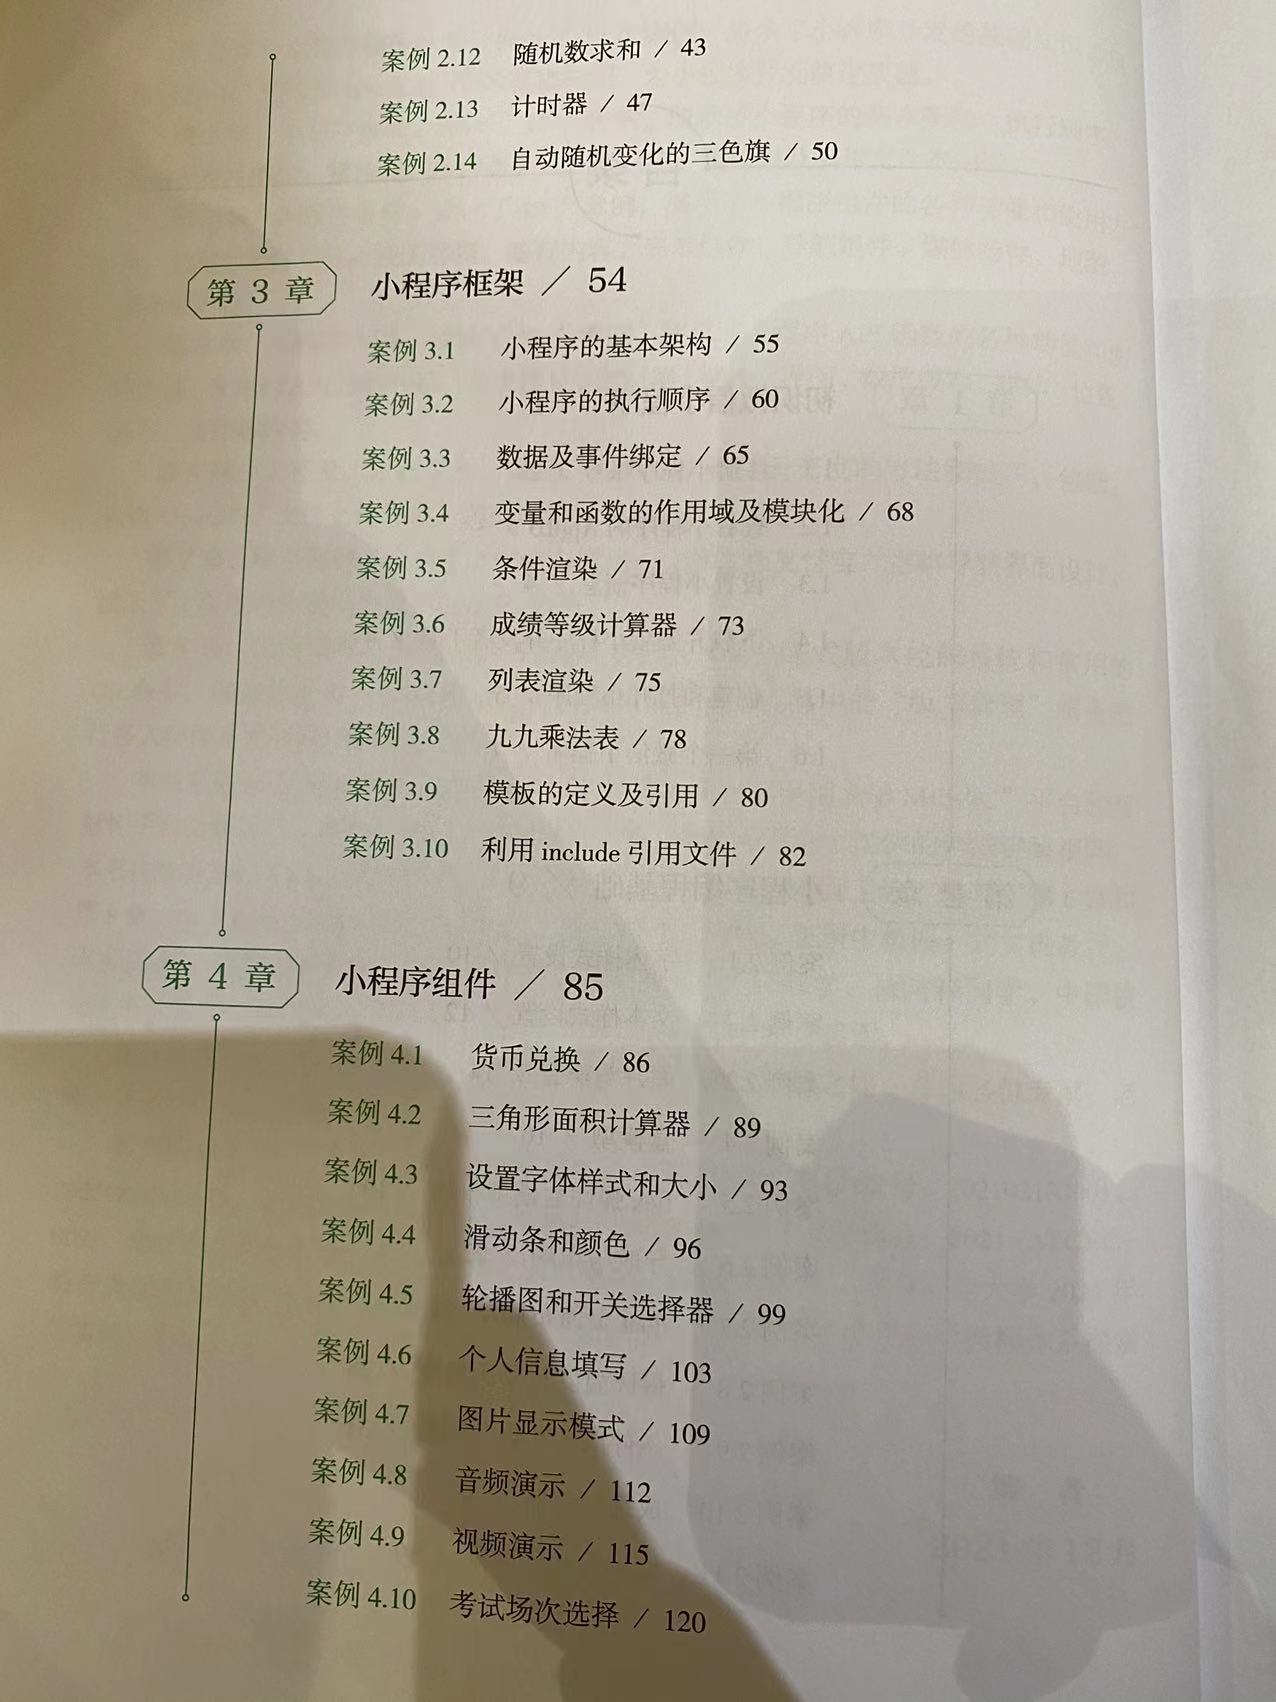 案例 2.12 随机数求和 / 43
案例 2.13 计时器 / 47
案例 2.14 自动随机变化的三色旗 / 50
第 3 章 小程序框架 / 54
案例 3.1 小程序的基本架构 / 55
案例 3.2 小程序的执行顺序 / 60
案例 3.3 数据及事件绑定 / 65
案例 3.4 变量和函数的作用域及模块化 / 68
案例 3.5 条件渲染 / 71
案例 3.6 成绩等级计算器 / 73
案例 3.7 列表渲染 / 75
案例 3.8 九九乘法表 / 78
案例 3.9 模板的定义及引用 / 80
案例 3.10 利用 include 引用文件 / 82
第 4 章 小程序组件 / 85
案例 4.1 货币兑换 / 86
案例 4.2 三角形面积计算器 / 89
案例 4.3 设置字体样式和大小 / 93
案例 4.4 滑动条和颜色 / 96
案例 4.5 轮播图和开关选择器 / 99
案例 4.6 个人信息填写 / 103
案例 4.7 图片显示模式 / 109
案例 4.8 音频演示 / 112
案例 4.9 视频演示 / 115
案例 4.10 考试场次选择 / 120